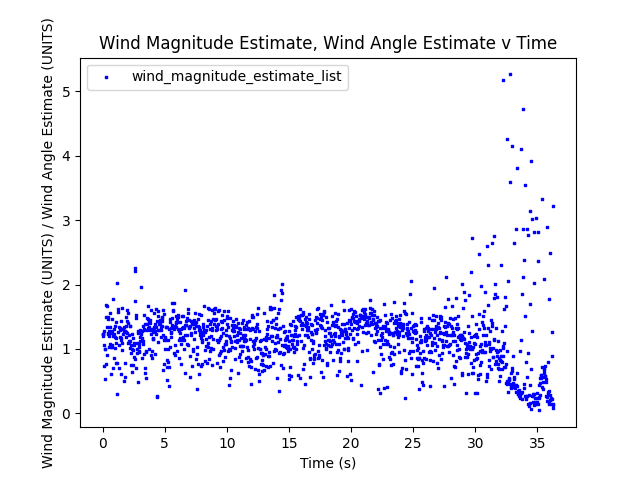 Wind Magnitude Estimate, Wind Angle Estimate v Time
Wind Magnitude Estimate (UNITS) / Wind Angle Estimate (UNITS)
wind_magnitude_estimate_list
5
4
3
2
1
0
0 5 10 15 20 25 30 35
Time (s)